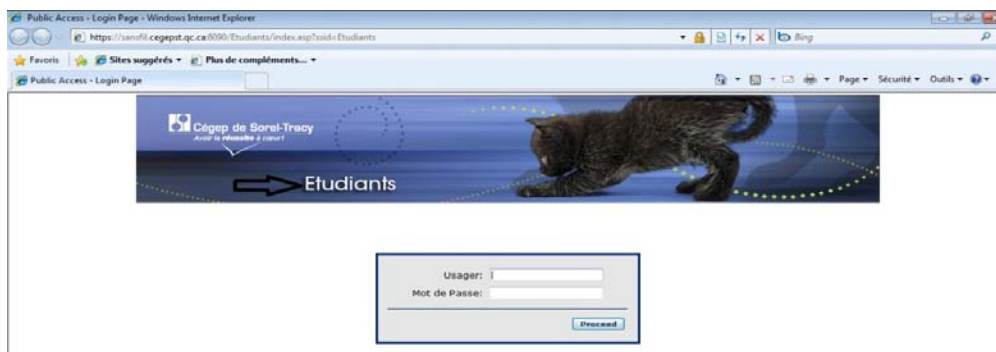 Public Access - Login Page - Windows Internet Explorer
https://sanofil.cegepst.qc.ca:8090/Etudiants/index.asp?ssid=Etudiants
Bing
Favoris Sites suggérés Plus de compléments...
Public Access - Login Page
Page Sécurité Outils
Cégep de Sorel-Tracy
Avoir la réussite à cœur!
Etudiants
Usager:
Mot de Passe:
Proceed